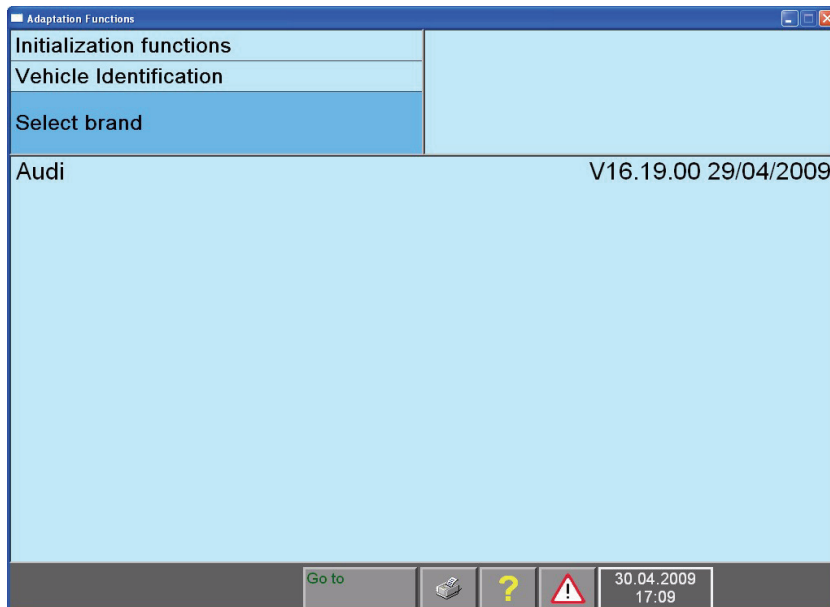 Adaptation Functions
Initialization functions
Vehicle Identification
Select brand
Audi V16.19.00 29/04/2009
Go to
?
!
30.04.2009
17:09